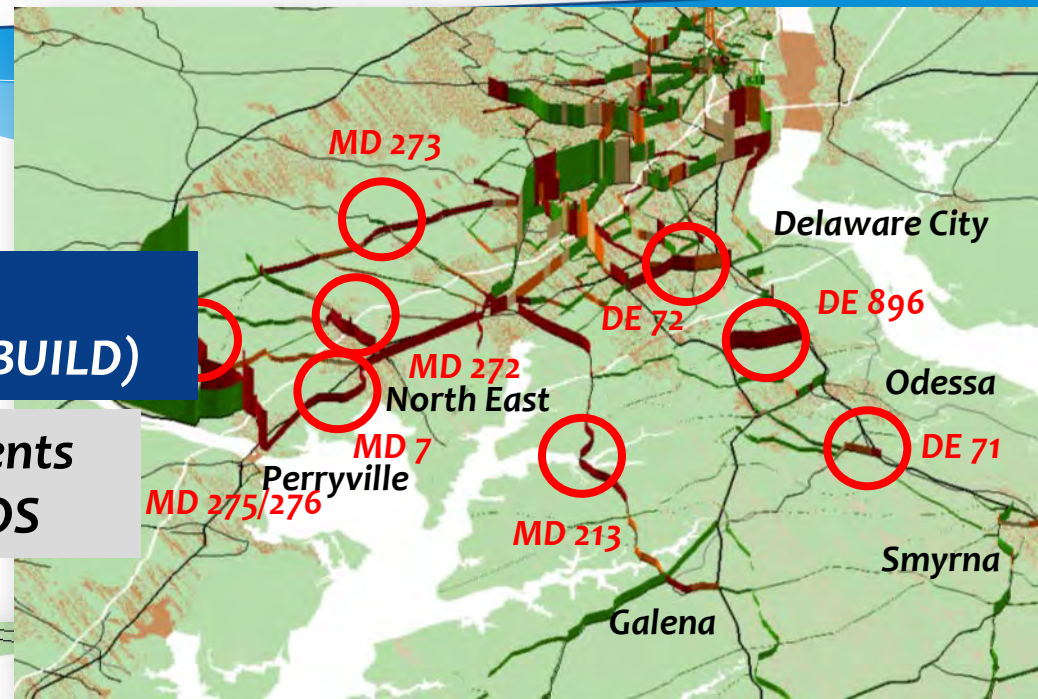 MD 273
Delaware City
BUILD)
DE 72
DE 896
MD 272
North East
Odessa
ents
MD 7
DE 71
Perryville
MD 275/276
OS
MD 213
Smyrna
Galena